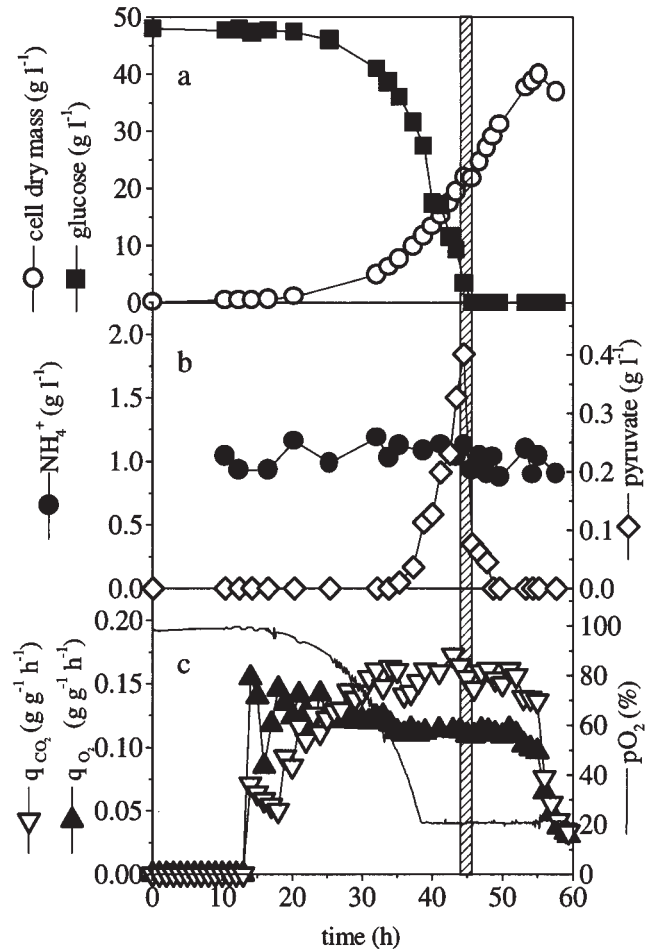 50
40
30
20
10
0
a
cell dry mass (g l⁻¹)
glucose (g l⁻¹)
2.0
1.5
1.0
0.5
0.0
b
NH₄⁺ (g l⁻¹)
0.4
0.3
0.2
0.1
0.0
pyruvate (g l⁻¹)
0.20
0.15
0.10
0.05
0.00
c
q CO₂ (g g⁻¹ h⁻¹)
q O₂ (g g⁻¹ h⁻¹)
100
80
60
40
20
0
pO₂ (%)
0 10 20 30 40 50 60
time (h)